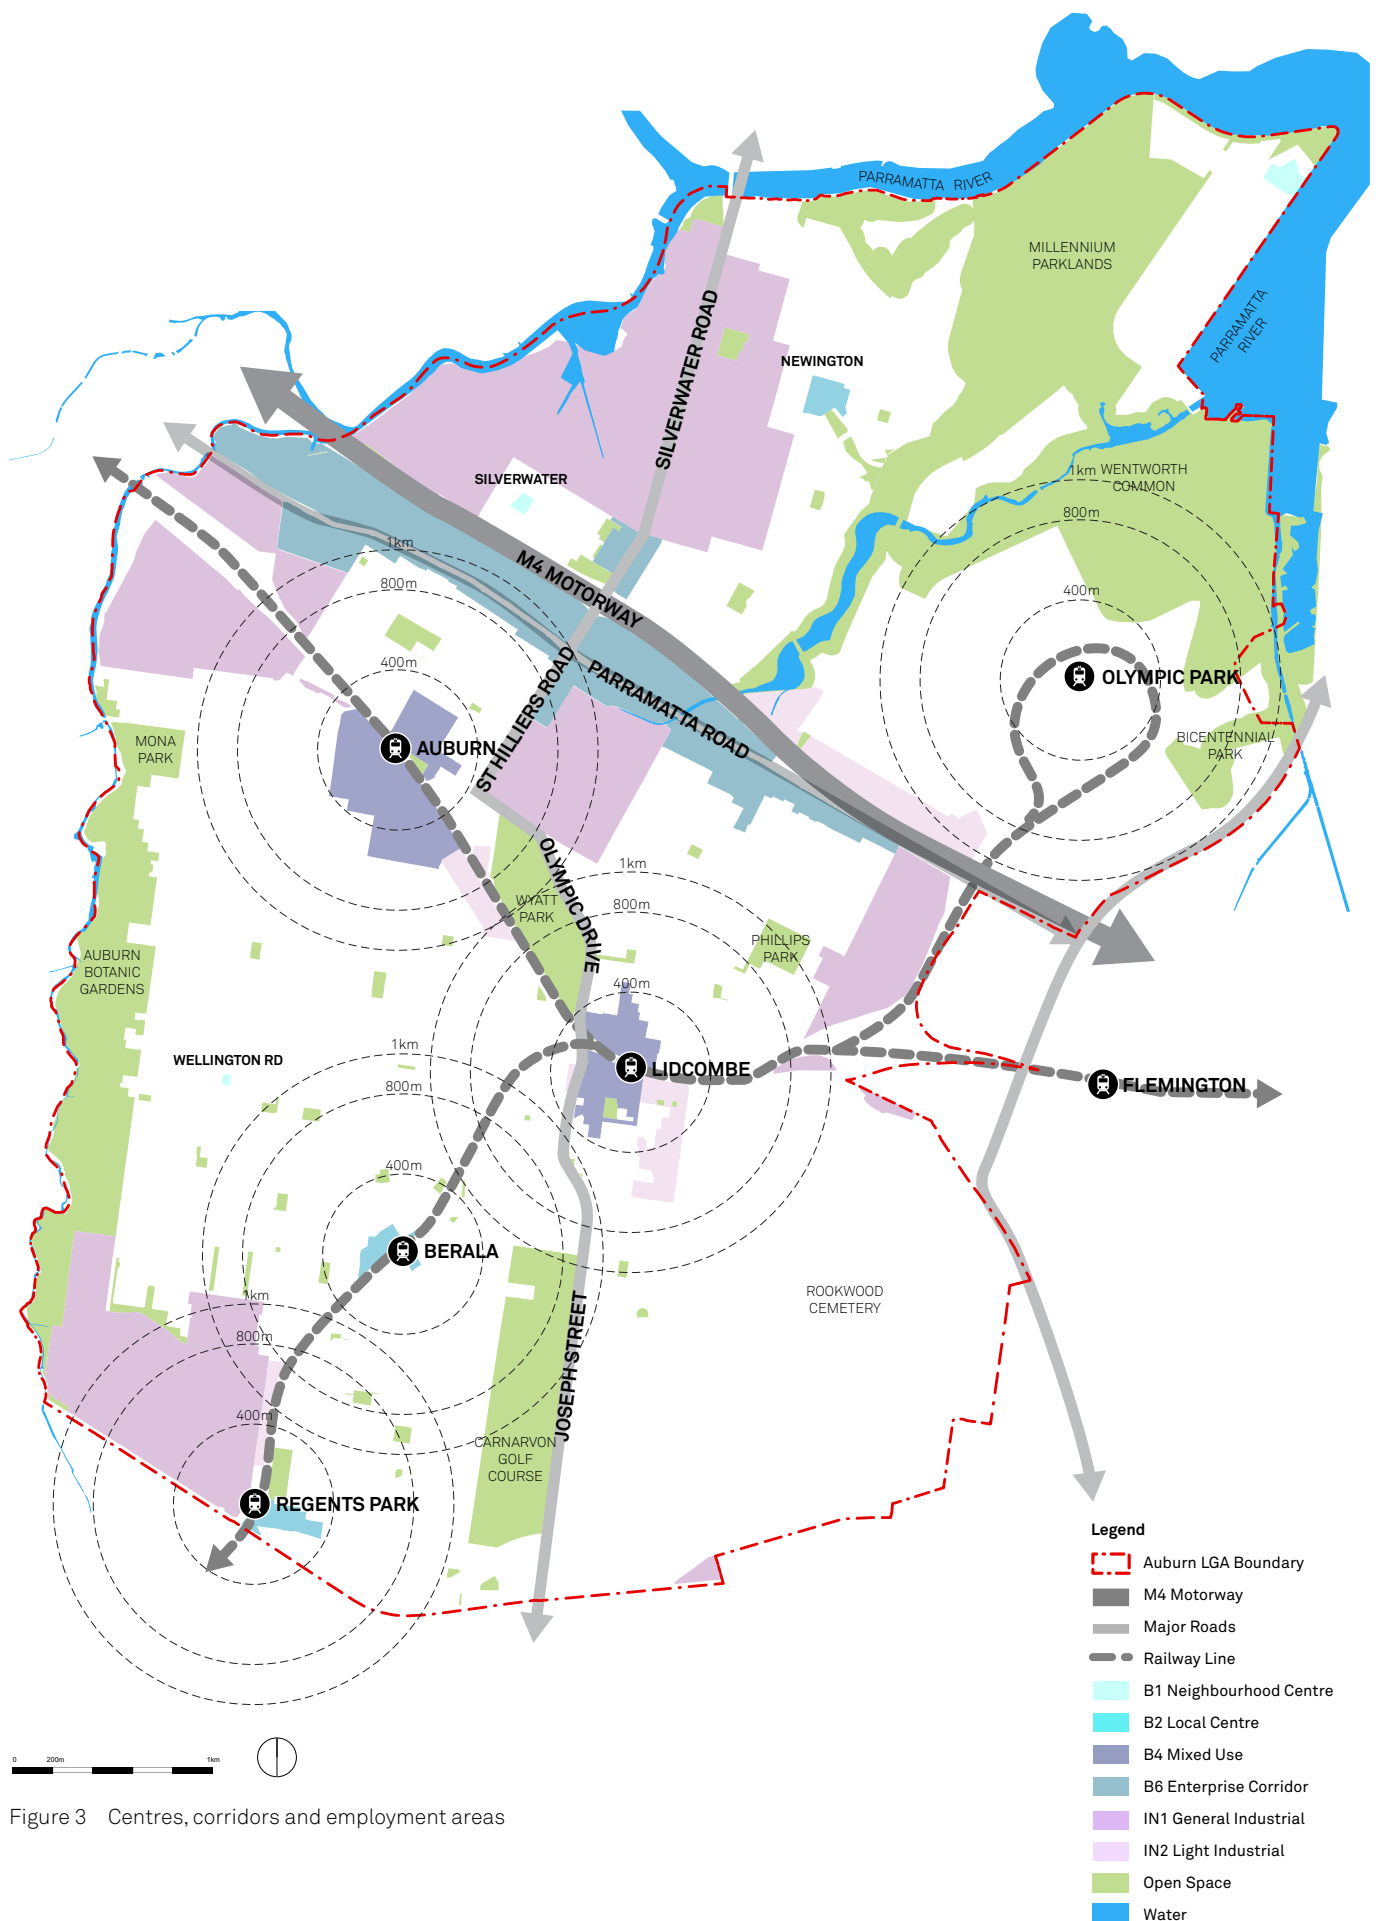 PARRAMATTA RIVER
MILLENNIUM
PARKLANDS
PARRAMATTA
RIVER
SILVERWATER ROAD
NEWINGTON
SILVERWATER
1km
WENTWORTH
COMMON
800m
400m
1km
800m
400m
M4 MOTORWAY
PARRAMATTA ROAD
ST HILLIERS ROAD
OLYMPIC PARK
BICENTENNIAL
PARK
MONA
PARK
AUBURN
OLYMPIC DRIVE
1km
800m
400m
WYATT
PARK
PHILLIPS
PARK
AUBURN
BOTANIC
GARDENS
WELLINGTON RD
1km
800m
400m
LIDCOMBE
FLEMINGTON
BERALA
ROOKWOOD
CEMETERY
1km
800m
400m
JOSEPH STREET
CARNARVON
GOLF
COURSE
REGENTS PARK
Legend
Auburn LGA Boundary
M4 Motorway
Major Roads
Railway Line
B1 Neighbourhood Centre
B2 Local Centre
B4 Mixed Use
B6 Enterprise Corridor
IN1 General Industrial
IN2 Light Industrial
Open Space
Water
0 200m 1km
Figure 3 Centres, corridors and employment areas